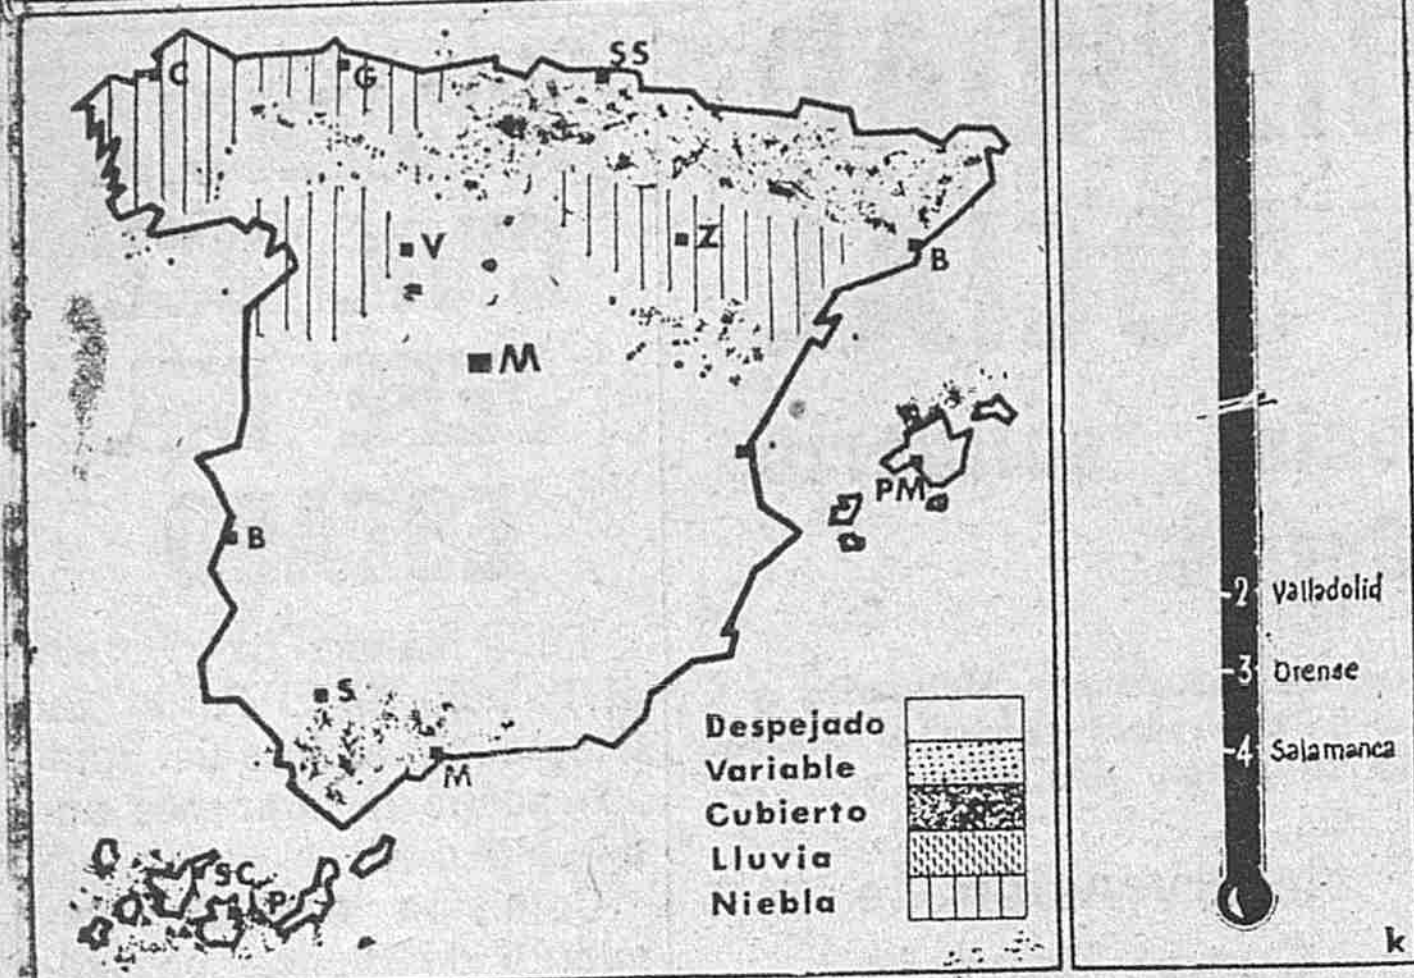 SS
C
G
V
Z
B
M
PM
B
S
M
SC
P
Despejado
Variable
Cubierto
Lluvia
Niebla
-2 Valladolid
-3 Orense
-4 Salamanca
k